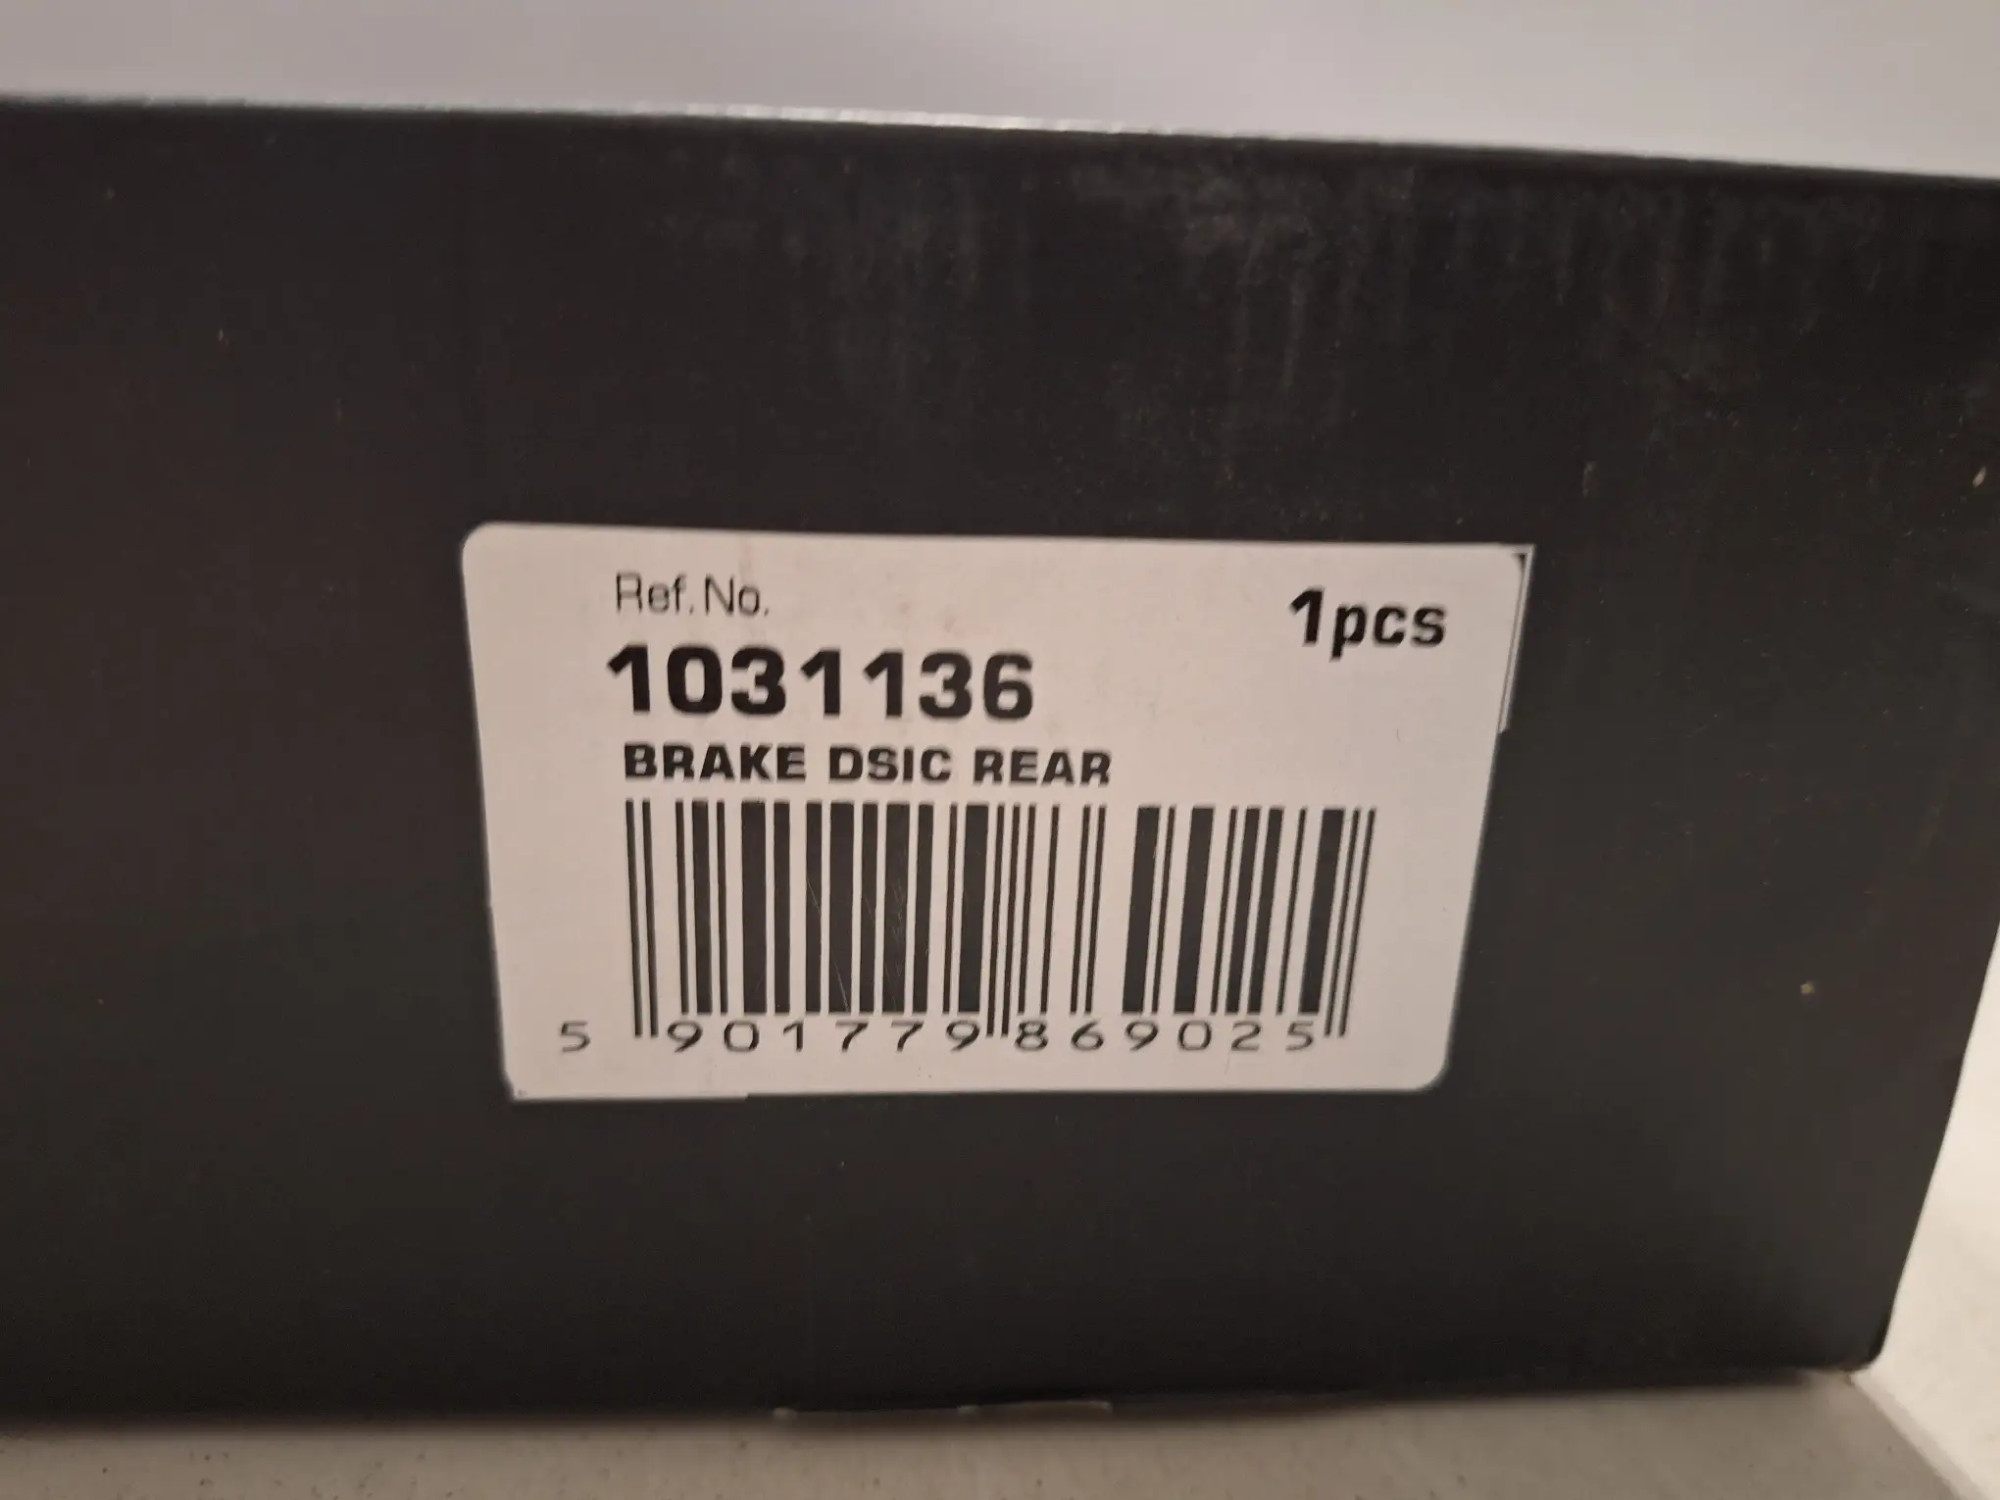 Ref. No.
1pcs
1031136
BRAKE DSIC REAR
5 901779 869025